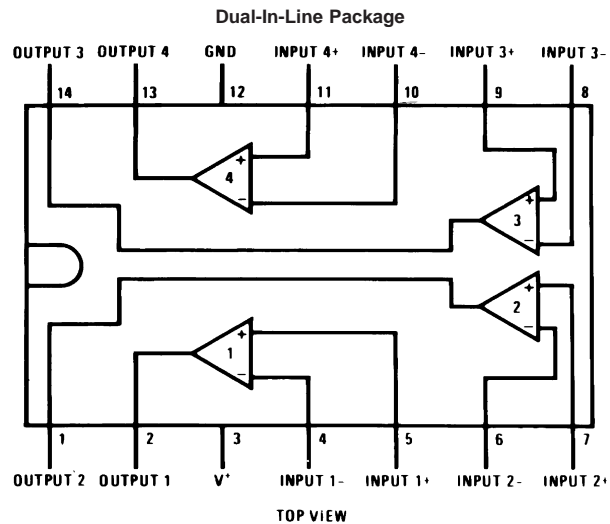 Dual-In-Line Package
OUTPUT 3 OUTPUT 4 GND INPUT 4+ INPUT 4- INPUT 3+ INPUT 3-
14 13 12 11 10 9 8
+
4
-
+
3
-
+
2
-
+
1
-
1 2 3 4 5 6 7
OUTPUT 2 OUTPUT 1 V+ INPUT 1- INPUT 1+ INPUT 2- INPUT 2+
TOP VIEW